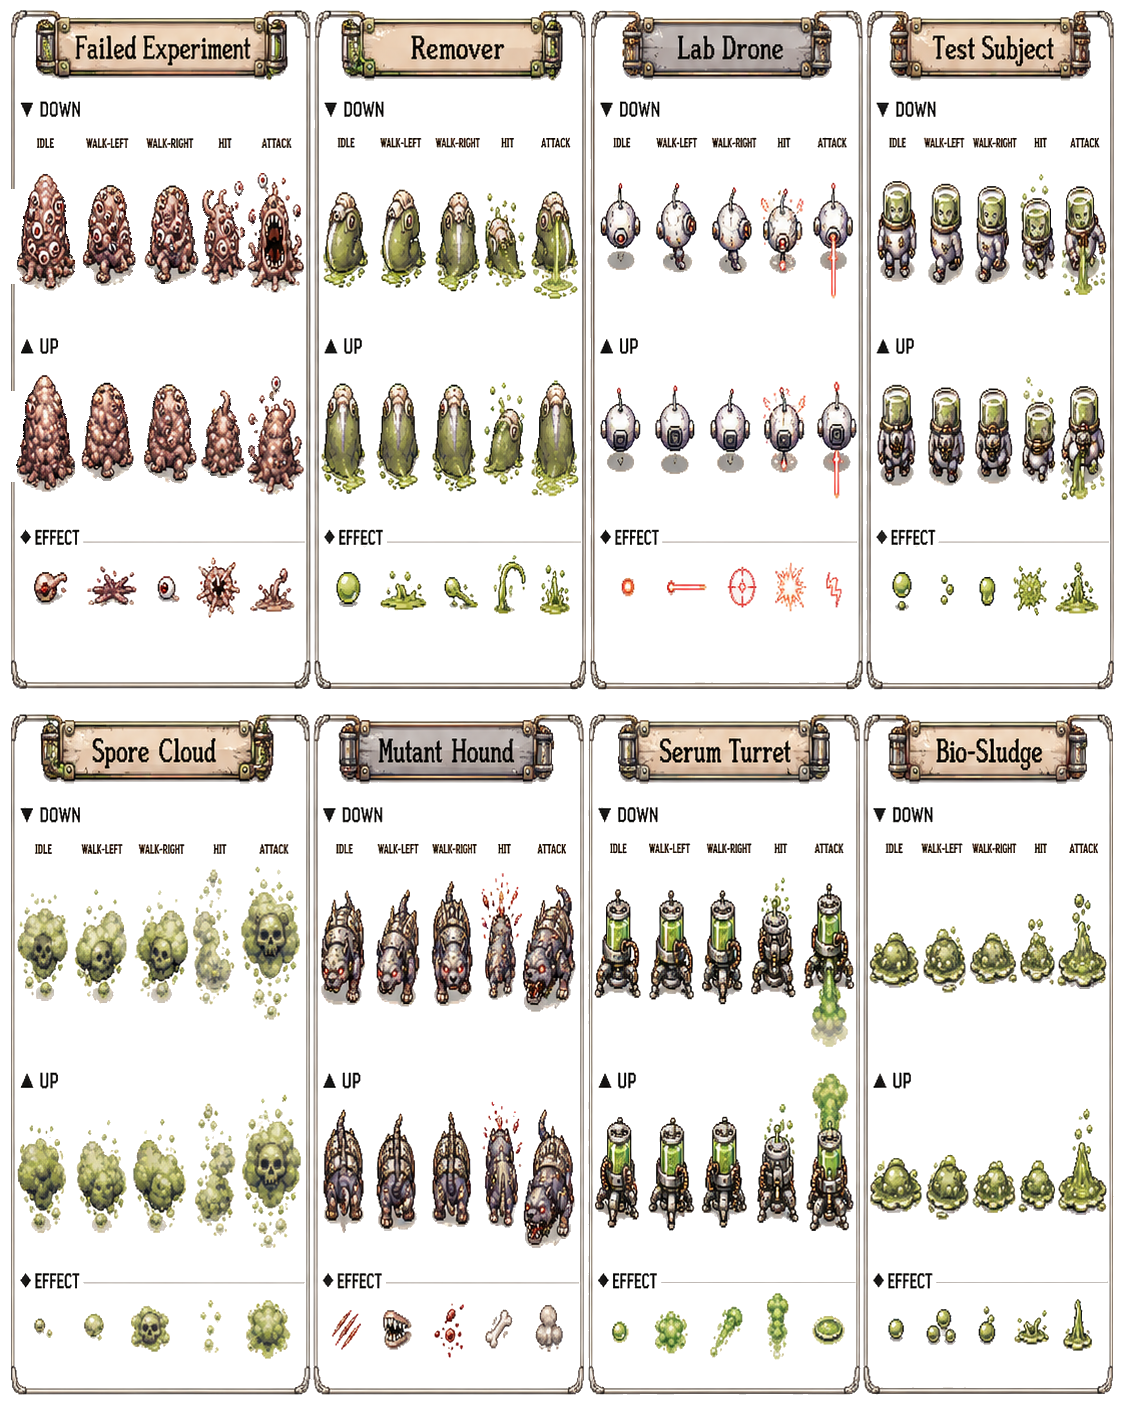 Failed Experiment
▼ DOWN
IDLE WALK-LEFT WALK-RIGHT HIT ATTACK
▲ UP
♦ EFFECT
Remover
▼ DOWN
IDLE WALK-LEFT WALK-RIGHT HIT ATTACK
▲ UP
♦ EFFECT
Lab Drone
▼ DOWN
IDLE WALK-LEFT WALK-RIGHT HIT ATTACK
▲ UP
♦ EFFECT
Test Subject
▼ DOWN
IDLE WALK-LEFT WALK-RIGHT HIT ATTACK
▲ UP
♦ EFFECT
Spore Cloud
▼ DOWN
IDLE WALK-LEFT WALK-RIGHT HIT ATTACK
▲ UP
♦ EFFECT
Mutant Hound
▼ DOWN
IDLE WALK-LEFT WALK-RIGHT HIT ATTACK
▲ UP
♦ EFFECT
Serum Turret
▼ DOWN
IDLE WALK-LEFT WALK-RIGHT HIT ATTACK
▲ UP
♦ EFFECT
Bio-Sludge
▼ DOWN
IDLE WALK-LEFT WALK-RIGHT HIT ATTACK
▲ UP
♦ EFFECT